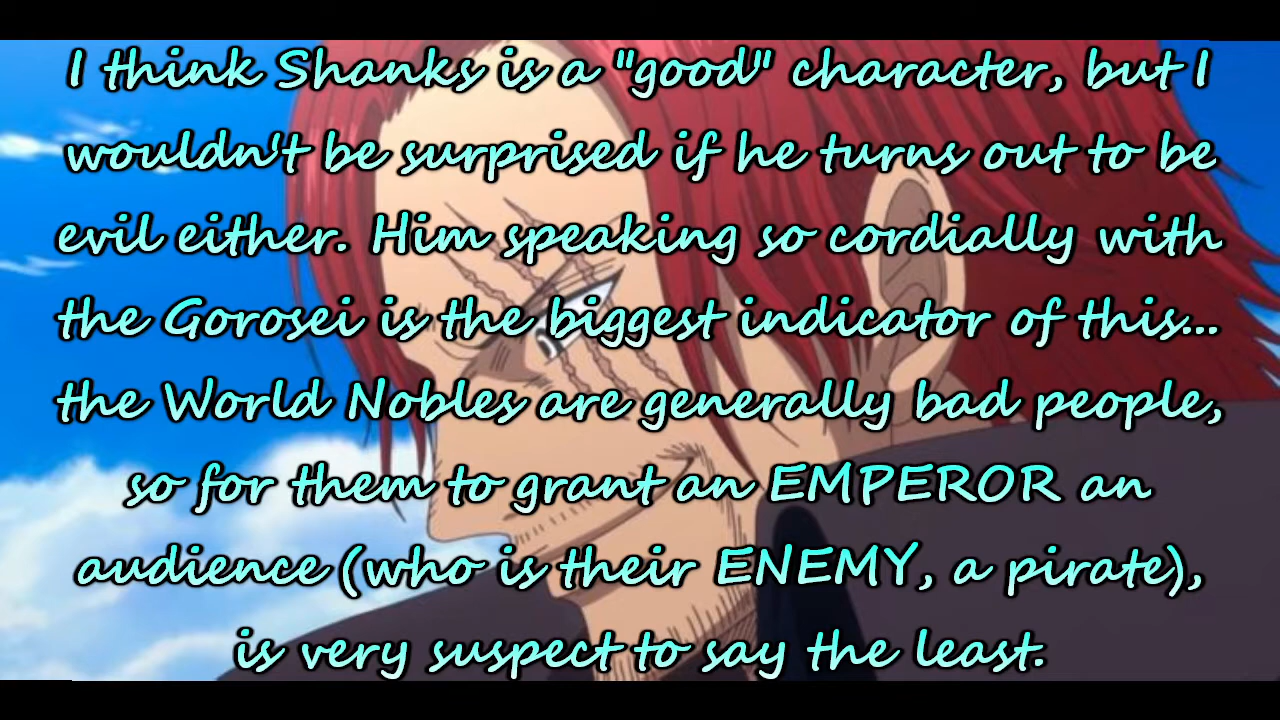 I think Shanks is a "good" character, but I
wouldn't be surprised if he turns out to be
evil either. Him speaking so cordially with
the Gorosei is the biggest indicator of this...
the World Nobles are generally bad people,
so for them to grant an EMPEROR an
audience (who is their ENEMY, a pirate),
is very suspect to say the least.